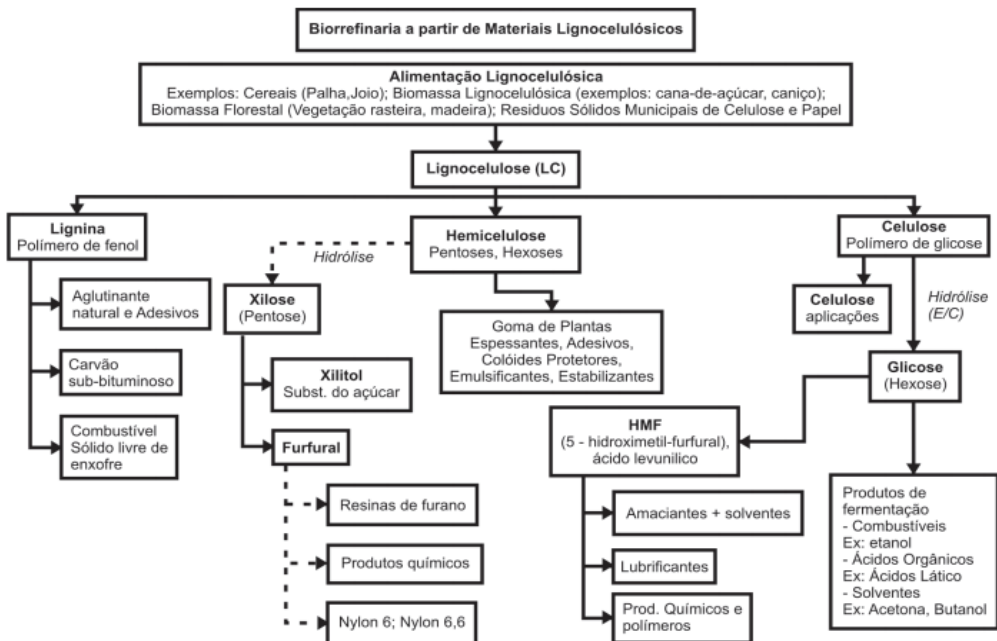 Biorrefinaria a partir de Materiais Lignocelulósicos
Alimentação Lignocelulósica
Exemplos: Cereais (Palha,Joio); Biomassa Lignocelulósica (exemplos: cana-de-açúcar, caniço);
Biomassa Florestal (Vegetação rasteira, madeira); Residuos Sólidos Municipais de Celulose e Papel
Lignocelulose (LC)
Lignina
Polímero de fenol
Hemicelulose
Pentoses, Hexoses
Celulose
Polímero de glicose
Hidrólise
Aglutinante
natural e Adesivos
Carvão
sub-bituminoso
Combustível
Sólido livre de
enxofre
Xilose
(Pentose)
Xilitol
Subst. do açúcar
Furfural
Resinas de furano
Produtos químicos
Nylon 6; Nylon 6,6
Goma de Plantas
Espessantes, Adesivos,
Colóides Protetores,
Emulsificantes, Estabilizantes
Celulose
aplicações
Hidrólise
(E/C)
Glicose
(Hexose)
HMF
(5 - hidroximetil-furfural),
ácido levunilico
Amaciantes + solventes
Lubrificantes
Prod. Químicos e
polímeros
Produtos de
fermentação
- Combustíveis
Ex: etanol
- Ácidos Orgânicos
Ex: Ácidos Lático
- Solventes
Ex: Acetona, Butanol